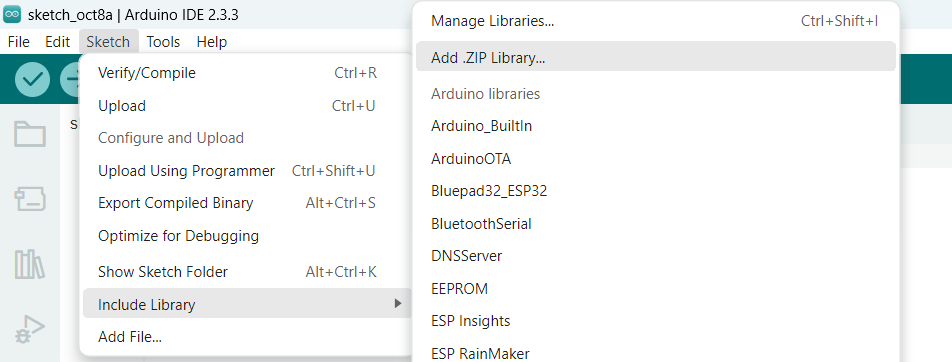 sketch_oct8a | Arduino IDE 2.3.3
File Edit Sketch Tools Help
Verify/Compile Ctrl+R
Upload Ctrl+U
Configure and Upload
Upload Using Programmer Ctrl+Shift+U
Export Compiled Binary Alt+Ctrl+S
Optimize for Debugging
Show Sketch Folder Alt+Ctrl+K
Include Library
Add File...
Manage Libraries... Ctrl+Shift+I
Add .ZIP Library...
Arduino libraries
Arduino_BuiltIn
ArduinoOTA
Bluepad32_ESP32
BluetoothSerial
DNSServer
EEPROM
ESP Insights
ESP RainMaker